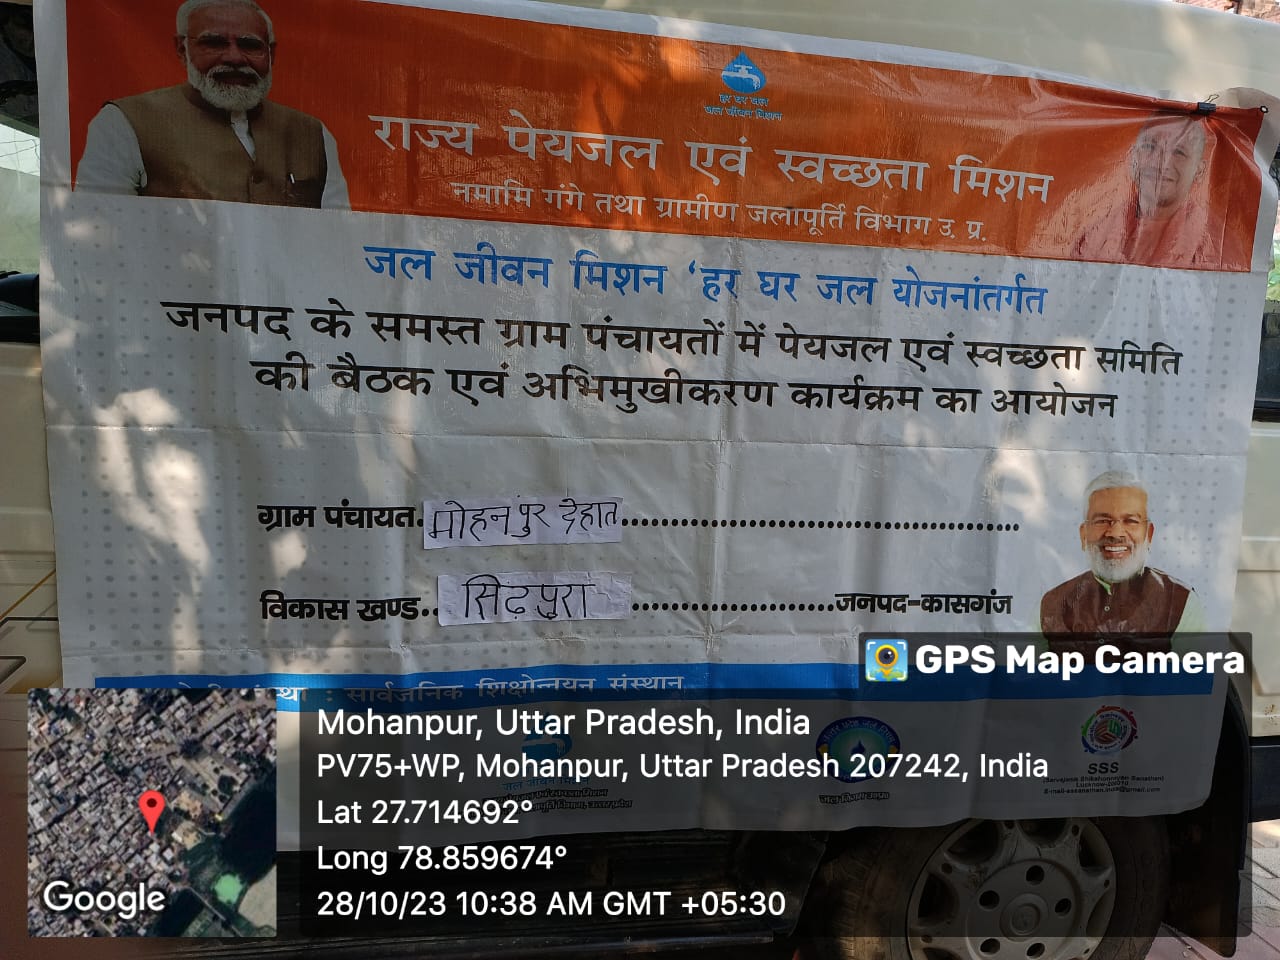 हर घर जल
जल जीवन मिशन
राज्य पेयजल एवं स्वच्छता मिशन
नमामि गंगे तथा ग्रामीण जलापूर्ति विभाग उ. प्र.
जल जीवन मिशन ‘हर घर जल योजनांतर्गत
जनपद के समस्त ग्राम पंचायतों में पेयजल एवं स्वच्छता समिति
की बैठक एवं अभिमुखीकरण कार्यक्रम का आयोजन
ग्राम पंचायत.मोहनपुर देहात..................................................
विकास खण्ड..सिढ़पुरा.........................जनपद-कासगंज
: सार्वजनिक शिक्षोन्नयन संस्थान
GPS Map Camera
Mohanpur, Uttar Pradesh, India
PV75+WP, Mohanpur, Uttar Pradesh 207242, India
Lat 27.714692°
Long 78.859674°
28/10/23 10:38 AM GMT +05:30
Google
SSS